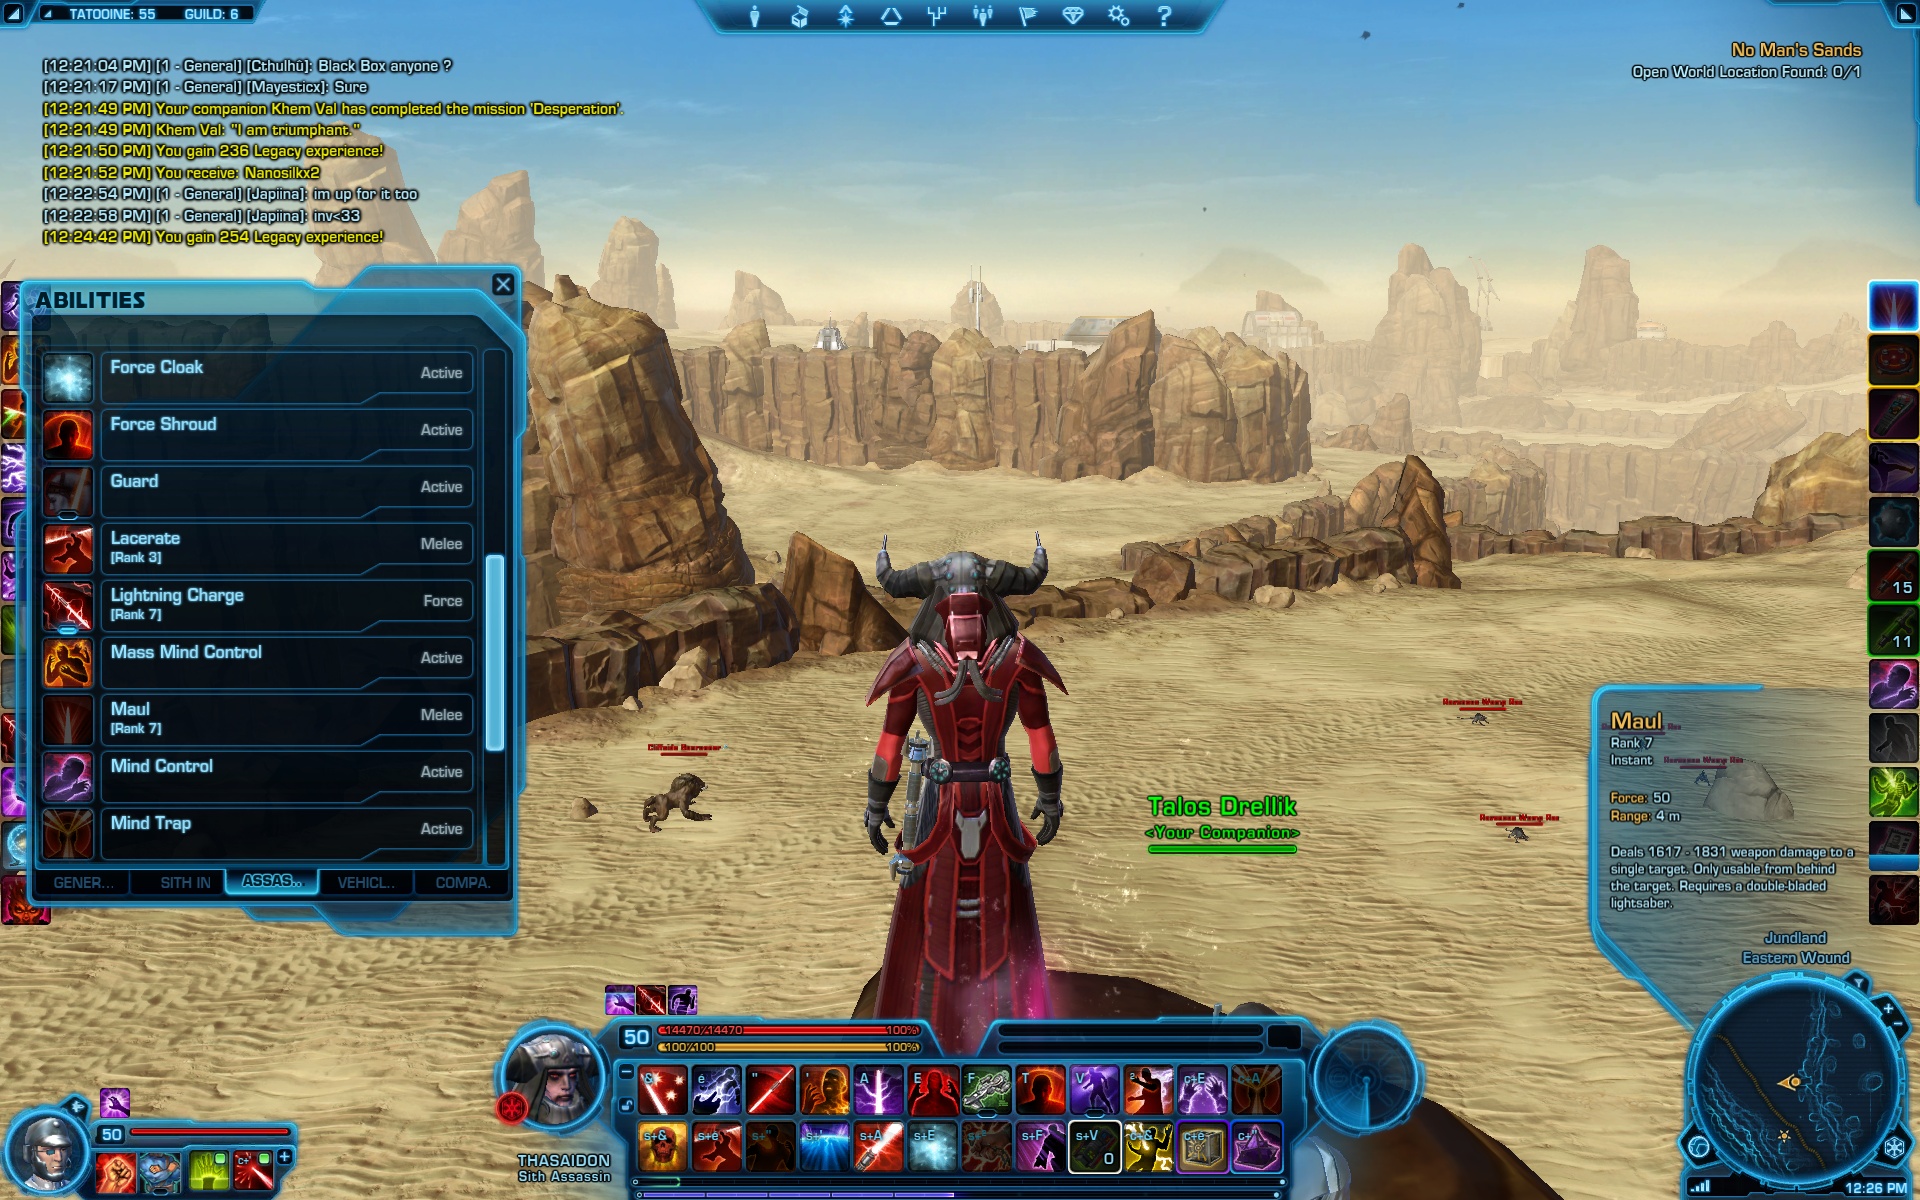 TATOOINE: 55 GUILD: 6
[12:21:04 PM] [1 - General] [Cthulhû]: Black Box anyone ?
[12:21:17 PM] [1 - General] [Mayesticx]: Sure
[12:21:49 PM] Your companion Khem Val has completed the mission 'Desperation'.
[12:21:49 PM] Khem Val: "I am triumphant."
[12:21:50 PM] You gain 236 Legacy experience!
[12:21:52 PM] You receive: Nanosilkx2
[12:22:54 PM] [1 - General] [Japiina]: im up for it too
[12:22:58 PM] [1 - General] [Japiina]: inv<33
[12:24:42 PM] You gain 254 Legacy experience!
No Man's Sands
Open World Location Found: 0/1
ABILITIES
Force Cloak Active
Force Shroud Active
Guard Active
Lacerate Melee
[Rank 3]
Lightning Charge Force
[Rank 7]
Mass Mind Control Active
Maul Melee
[Rank 7]
Mind Control Active
Mind Trap Active
GENER... SITH IN ASSAS... VEHICL... COMPA.
Talos Drellik
<Your Companion>
15
11
Maul
Rank 7
Instant
Force: 50
Range: 4 m
Deals 1617 - 1831 weapon damage to a
single target. Only usable from behind
the target. Requires a double-bladed
lightsaber.
Jundland
Eastern Wound
50 14470/14470 100%
100/100 100%
& é " ' A E F T V ² c+E c+A
s+& s+é s+" s+' s+A s+E s+F s+V 0 c+& c+é c+"
THASAIDON
Sith Assassin
50
c+
12:26 PM